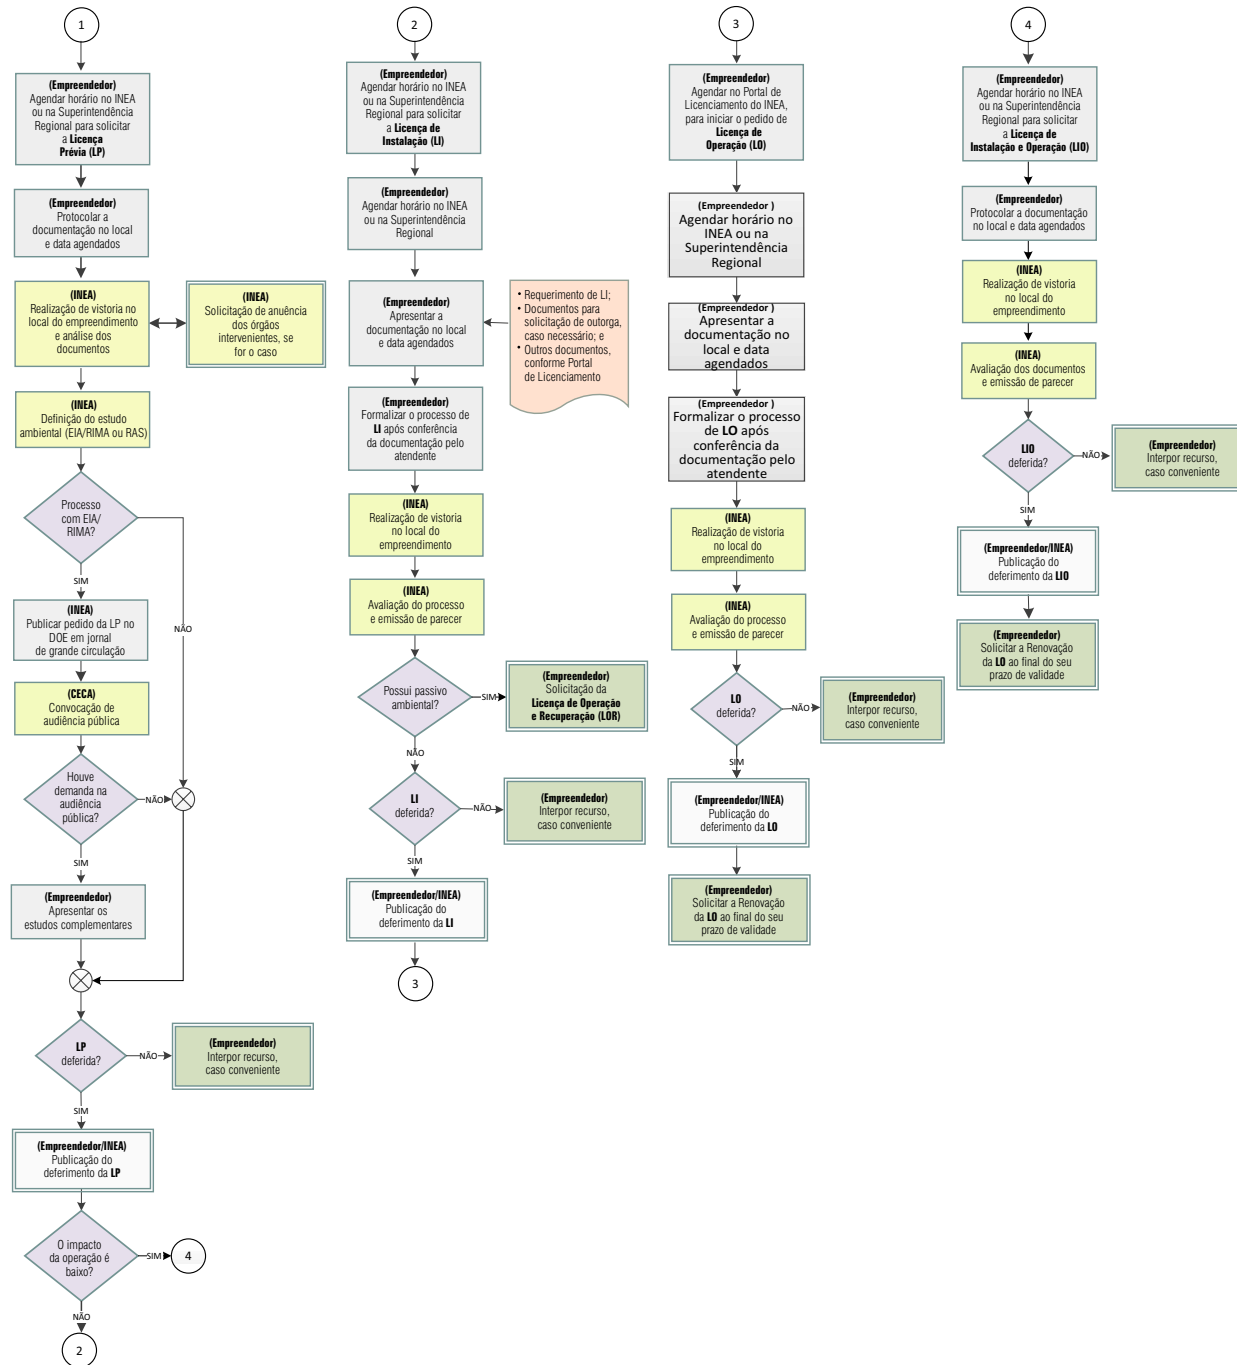 1
(Empreendedor)
Agendar horário no INEA
ou na Superintendência
Regional para solicitar
a Licença
Prévia (LP)
(Empreendedor)
Protocolar a
documentação no local
e data agendados
(INEA)
Realização de vistoria no
local do empreendimento
e análise dos
documentos
(INEA)
Solicitação de anuência
dos órgãos
intervenientes, se
for o caso
(INEA)
Definição do estudo
ambiental (EIA/RIMA ou RAS)
Processo
com EIA/
RIMA?
SIM
NÃO
(INEA)
Publicar pedido da LP no
DOE em jornal
de grande circulação
(CECA)
Convocação de
audiência pública
Houve
demanda na
audiência
pública?
NÃO
SIM
(Empreendedor)
Apresentar os
estudos complementares
LP
deferida?
NÃO
(Empreendedor)
Interpor recurso,
caso conveniente
SIM
(Empreendedor/INEA)
Publicação do
deferimento da LP
O impacto
da operação é
baixo?
SIM
4
NÃO
2
2
(Empreendedor)
Agendar horário no INEA
ou na Superintendência
Regional para solicitar
a Licença de
Instalação (LI)
(Empreendedor)
Agendar horário no INEA
ou na Superintendência
Regional
(Empreendedor)
Apresentar a
documentação no local
e data agendados
• Requerimento de LI;
• Documentos para
solicitação de outorga,
caso necessário; e
• Outros documentos,
conforme Portal
de Licenciamento
(Empreendedor)
Formalizar o processo de
LI após conferência
da documentação pelo
atendente
(INEA)
Realização de vistoria
no local do
empreendimento
(INEA)
Avaliação do processo
e emissão de parecer
Possui passivo
ambiental?
SIM
(Empreendedor)
Solicitação da
Licença de Operação
e Recuperação (LOR)
NÃO
LI
deferida?
NÃO
(Empreendedor)
Interpor recurso,
caso conveniente
SIM
(Empreendedor/INEA)
Publicação do
deferimento da LI
3
3
(Empreendedor)
Agendar no Portal de
Licenciamento do INEA,
para iniciar o pedido de
Licença de
Operação (LO)
(Empreendedor )
Agendar horário no
INEA ou na
Superintendência
Regional
(Empreendedor )
Apresentar a
documentação no
local e data
agendados
(Empreendedor )
Formalizar o processo
de LO após
conferência da
documentação pelo
atendente
(INEA)
Realização de vistoria
no local do
empreendimento
(INEA)
Avaliação do processo
e emissão de parecer
LO
deferida?
NÃO
(Empreendedor)
Interpor recurso,
caso conveniente
SIM
(Empreendedor/INEA)
Publicação do
deferimento da LO
(Empreendedor)
Solicitar a Renovação
da LO ao final do seu
prazo de validade
4
(Empreendedor)
Agendar horário no INEA
ou na Superintendência
Regional para solicitar
a Licença de
Instalação e Operação (LIO)
(Empreendedor)
Protocolar a documentação
no local e data agendados
(INEA)
Realização de vistoria
no local do
empreendimento
(INEA)
Avaliação dos documentos
e emissão de parecer
LIO
deferida?
NÃO
(Empreendedor)
Interpor recurso,
caso conveniente
SIM
(Empreendedor/INEA)
Publicação do
deferimento da LIO
(Empreendedor)
Solicitar a Renovação
da LO ao final do seu
prazo de validade